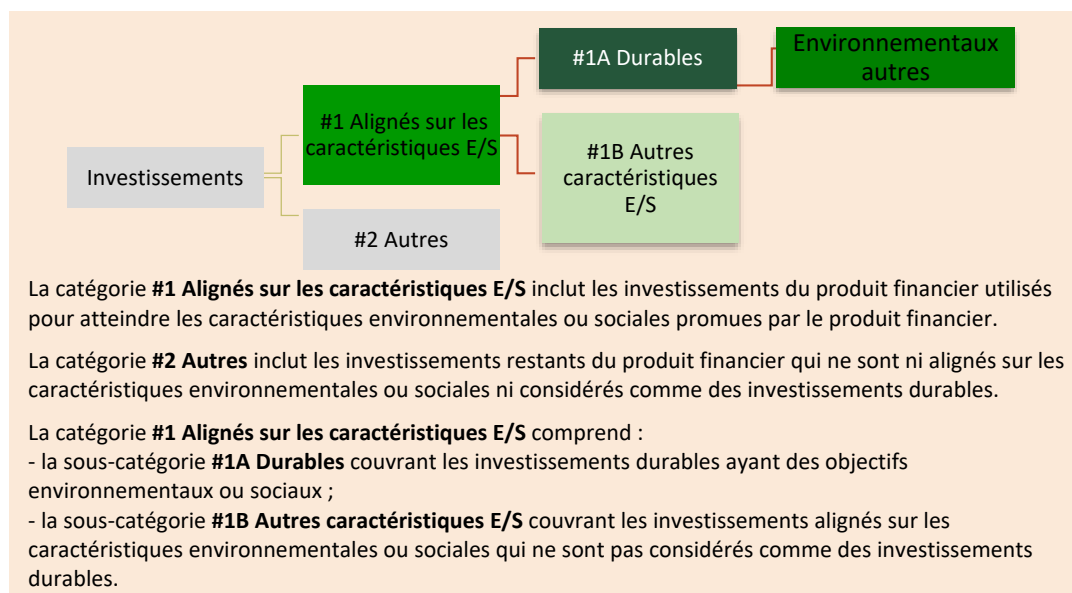 #1A Durables
Environnementaux
autres
#1 Alignés sur les
caractéristiques E/S
#1B Autres
caractéristiques
E/S
Investissements
#2 Autres
La catégorie #1 Alignés sur les caractéristiques E/S inclut les investissements du produit financier utilisés
pour atteindre les caractéristiques environnementales ou sociales promues par le produit financier.
La catégorie #2 Autres inclut les investissements restants du produit financier qui ne sont ni alignés sur les
caractéristiques environnementales ou sociales ni considérés comme des investissements durables.
La catégorie #1 Alignés sur les caractéristiques E/S comprend :
- la sous-catégorie #1A Durables couvrant les investissements durables ayant des objectifs
environnementaux ou sociaux ;
- la sous-catégorie #1B Autres caractéristiques E/S couvrant les investissements alignés sur les
caractéristiques environnementales ou sociales qui ne sont pas considérés comme des investissements
durables.